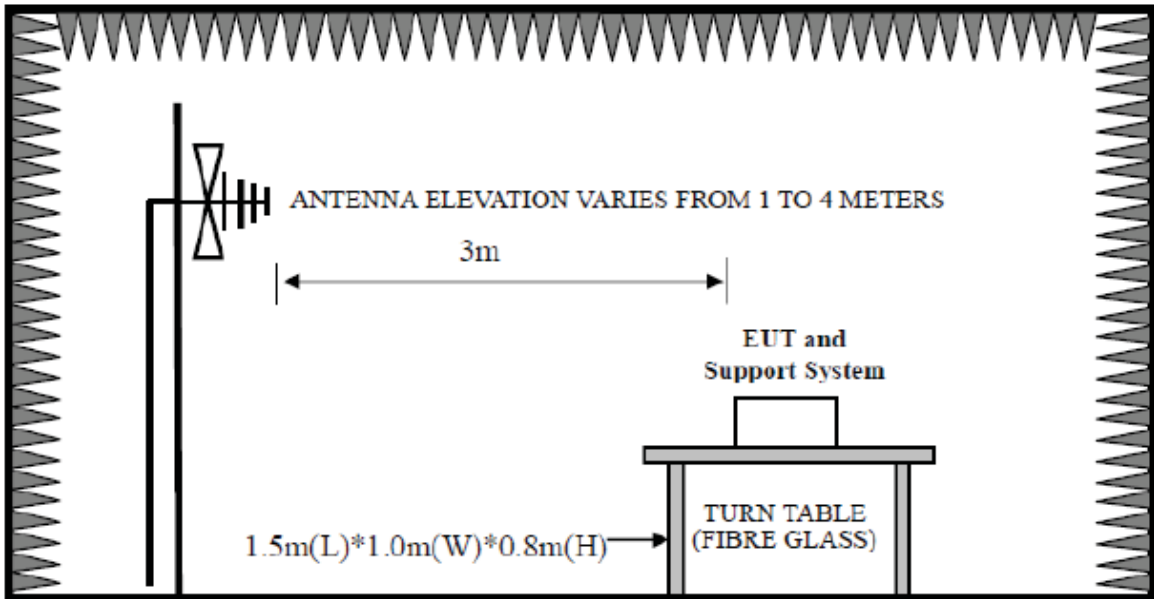 ANTENNA ELEVATION VARIES FROM 1 TO 4 METERS
3m
EUT and
Support System
TURN TABLE
(FIBRE GLASS)
1.5m(L)*1.0m(W)*0.8m(H)